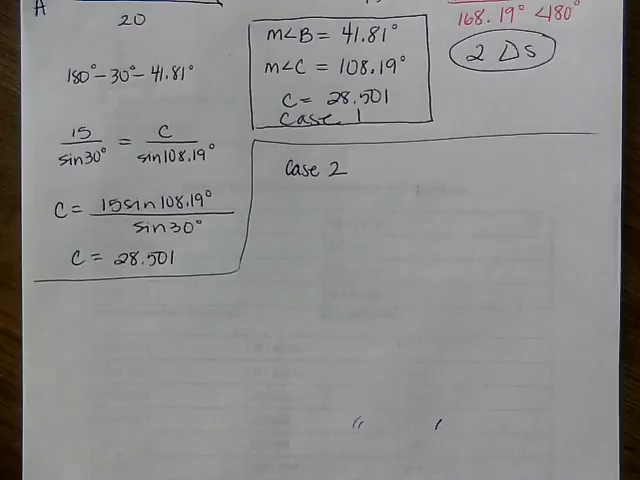 A
20
168.19° < 180°
2 △s
m∠B = 41.81°
m∠C = 108.19°
C = 28.501
Case 1
180° - 30° - 41.81°
15/sin30° = C/sin108.19°
C = 15sin108.19°/sin30°
C = 28.501
Case 2